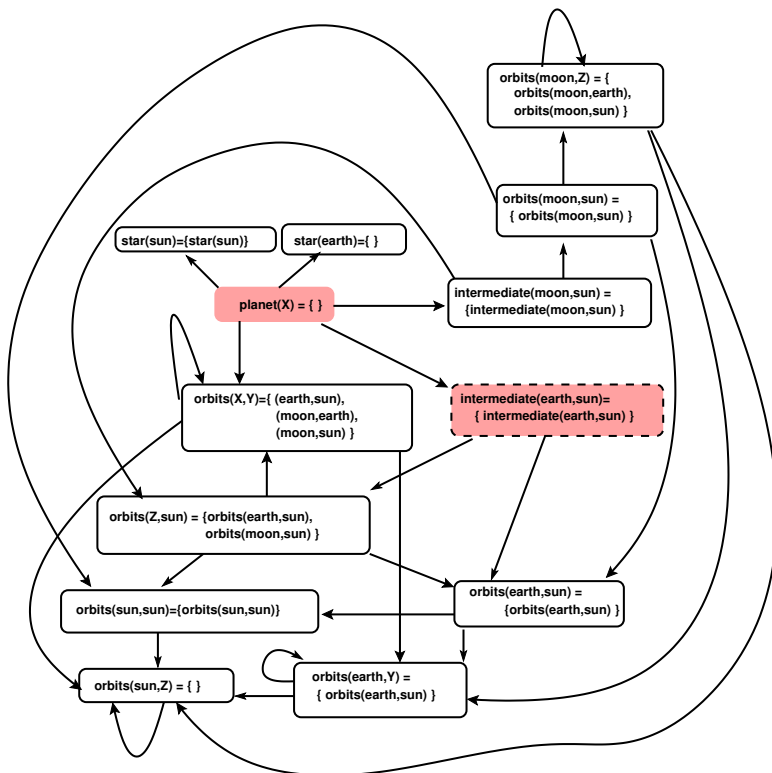 orbits(moon,Z) = {
orbits(moon,earth),
orbits(moon,sun) }
orbits(moon,sun) =
{ orbits(moon,sun) }
star(sun)={star(sun)}
star(earth)={ }
planet(X) = { }
intermediate(moon,sun) =
{intermediate(moon,sun) }
orbits(X,Y)={ (earth,sun),
(moon,earth),
(moon,sun) }
intermediate(earth,sun)=
{ intermediate(earth,sun) }
orbits(Z,sun) = {orbits(earth,sun),
orbits(moon,sun) }
orbits(earth,sun) =
{orbits(earth,sun) }
orbits(sun,sun)={orbits(sun,sun)}
orbits(earth,Y) =
{ orbits(earth,sun) }
orbits(sun,Z) = { }